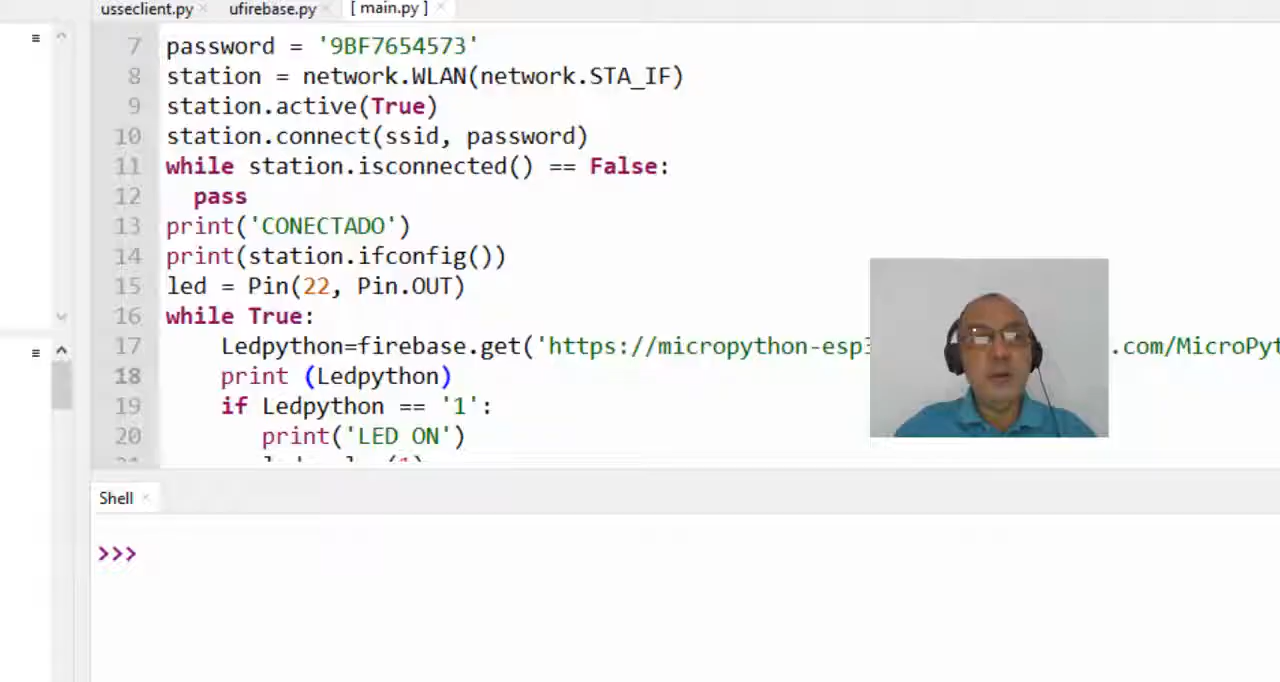 usseclient.py × ufirebase.py × [ main.py ] ×
7 password = '9BF7654573'
8 station = network.WLAN(network.STA_IF)
9 station.active(True)
10 station.connect(ssid, password)
11 while station.isconnected() == False:
12 pass
13 print('CONECTADO')
14 print(station.ifconfig())
15 led = Pin(22, Pin.OUT)
16 while True:
17 Ledpython=firebase.get('https://micropython-esp3 .com/MicroPyt
18 print (Ledpython)
19 if Ledpython == '1':
20 print('LED ON')
Shell ×
>>>